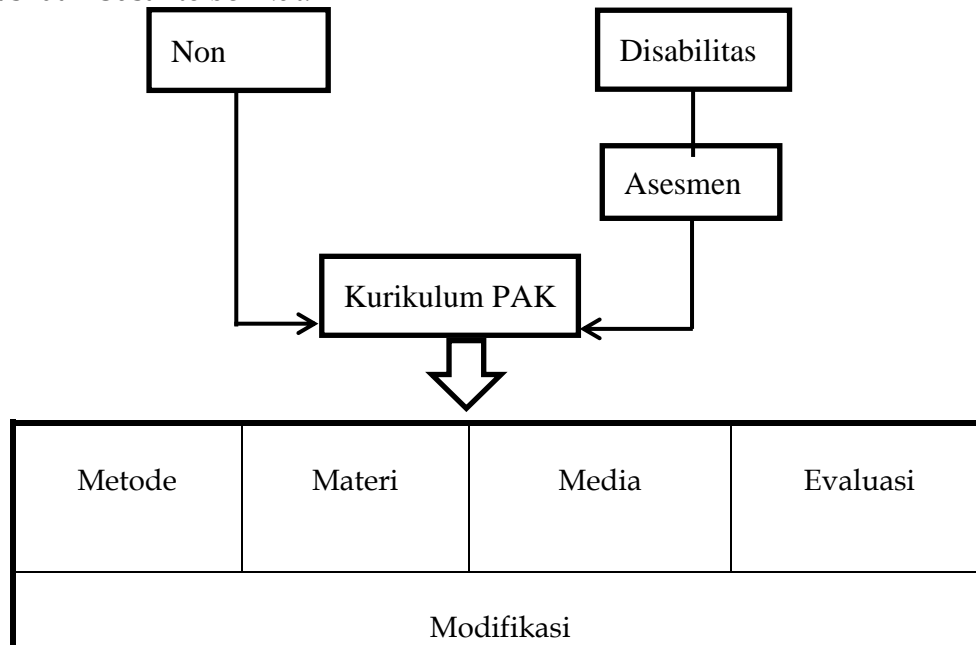 Non
Disabilitas
Asesmen
Kurikulum PAK
Metode
Materi
Media
Evaluasi
Modifikasi